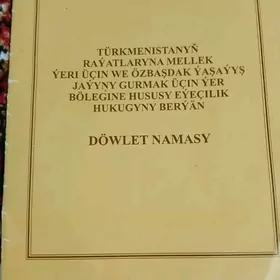 TÜRKMENISTANYŇ
RAÝATLARYNA MELLEK
ÝERI ÜÇIN WE ÖZBAŞDAK ÝAŞAÝYŞ
JAÝYNY GURMAK ÜÇIN ÝER
BÖLEGINE HUSUSY EÝEÇILIK
HUKUGYNY BERÝÄN
DÖWLET NAMASY